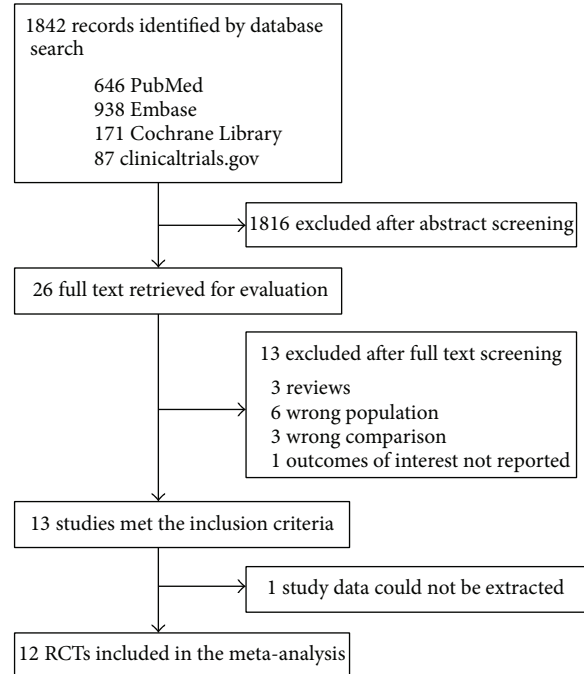 1842 records identified by database
search
646 PubMed
938 Embase
171 Cochrane Library
87 clinicaltrials.gov
1816 excluded after abstract screening
26 full text retrieved for evaluation
13 excluded after full text screening
3 reviews
6 wrong population
3 wrong comparison
1 outcomes of interest not reported
13 studies met the inclusion criteria
1 study data could not be extracted
12 RCTs included in the meta-analysis